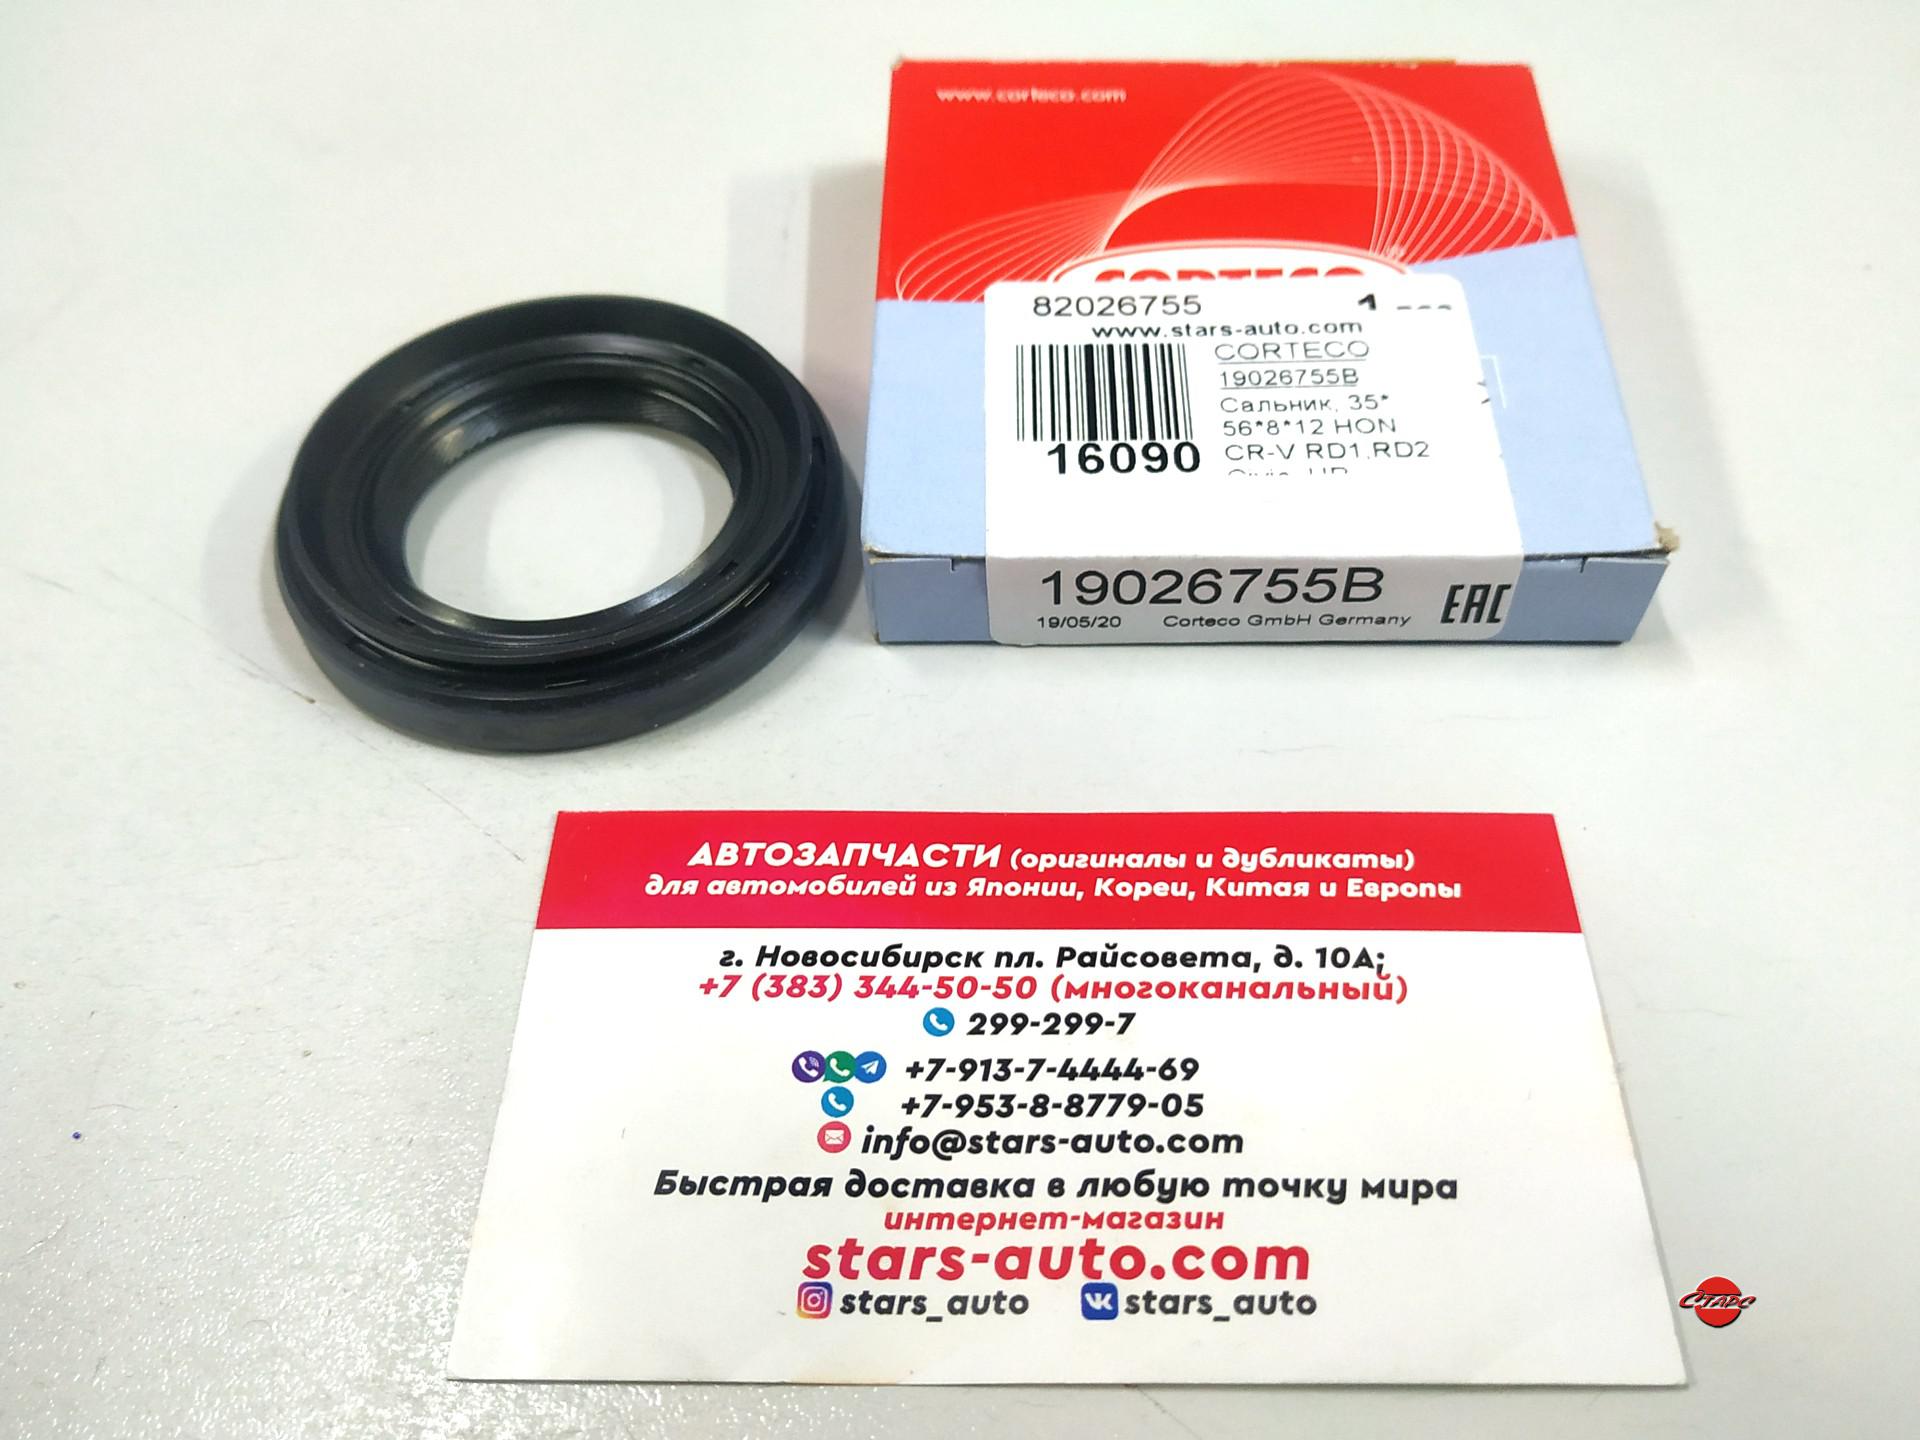 www.corteco.com
CORTECO
82026755 1
www.stars-auto.com
CORTECO
19026755B
Сальник, 35*
56*8*12 HON
CR-V RD1,RD2
16090
19026755B
EAC
19/05/20 Corteco GmbH Germany
АВТОЗАПЧАСТИ (оригиналы и дубликаты)
для автомобилей из Японии, Кореи, Китая и Европы
г. Новосибирск пл. Райсовета, д. 10А;
+7 (383) 344-50-50 (многоканальный)
299-299-7
+7-913-7-4444-69
+7-953-8-8779-05
info@stars-auto.com
Быстрая доставка в любую точку мира
интернет-магазин
stars-auto.com
stars_auto stars_auto
Старс